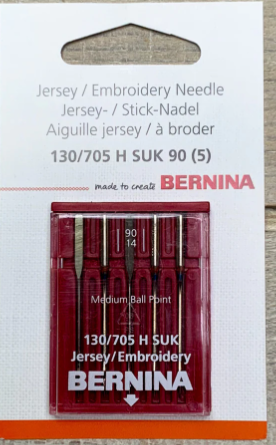 Jersey / Embroidery Needle
Jersey- / Stick-Nadel
Aiguille jersey / à broder
130/705 H SUK 90 (5)
made to create BERNINA
90
14
Medium Ball Point
130/705 H SUK
Jersey/Embroidery
BERNINA